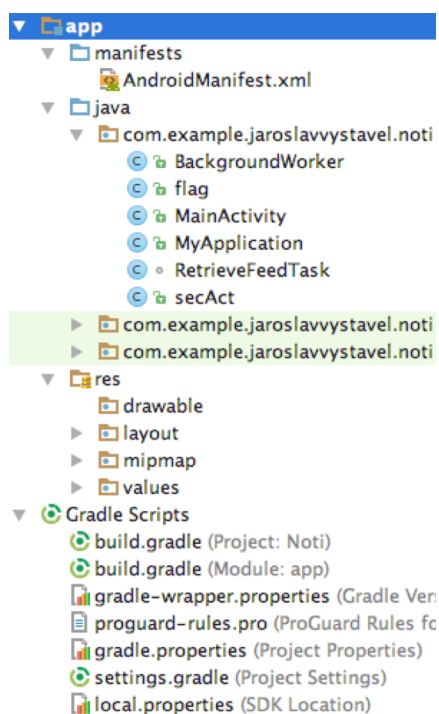 app
manifests
AndroidManifest.xml
java
com.example.jaroslavvystavel.noti
C BackgroundWorker
C flag
C MainActivity
C MyApplication
C RetrieveFeedTask
C secAct
com.example.jaroslavvystavel.noti
com.example.jaroslavvystavel.noti
res
drawable
layout
mipmap
values
Gradle Scripts
build.gradle (Project: Noti)
build.gradle (Module: app)
gradle-wrapper.properties (Gradle Vers
proguard-rules.pro (ProGuard Rules fo
gradle.properties (Project Properties)
settings.gradle (Project Settings)
local.properties (SDK Location)